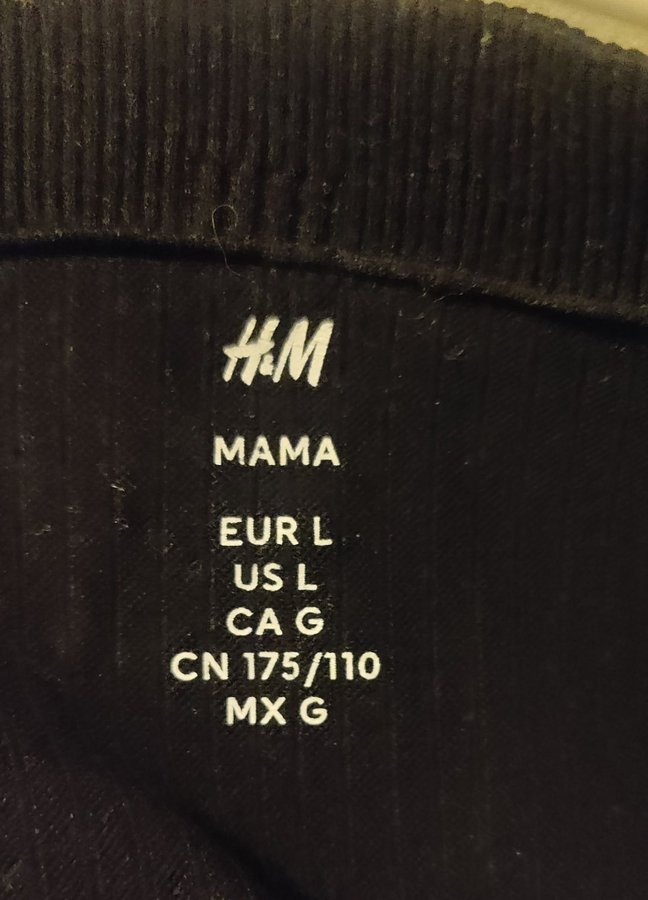 H&M
MAMA
EUR L
US L
CA G
CN 175/110
MX G